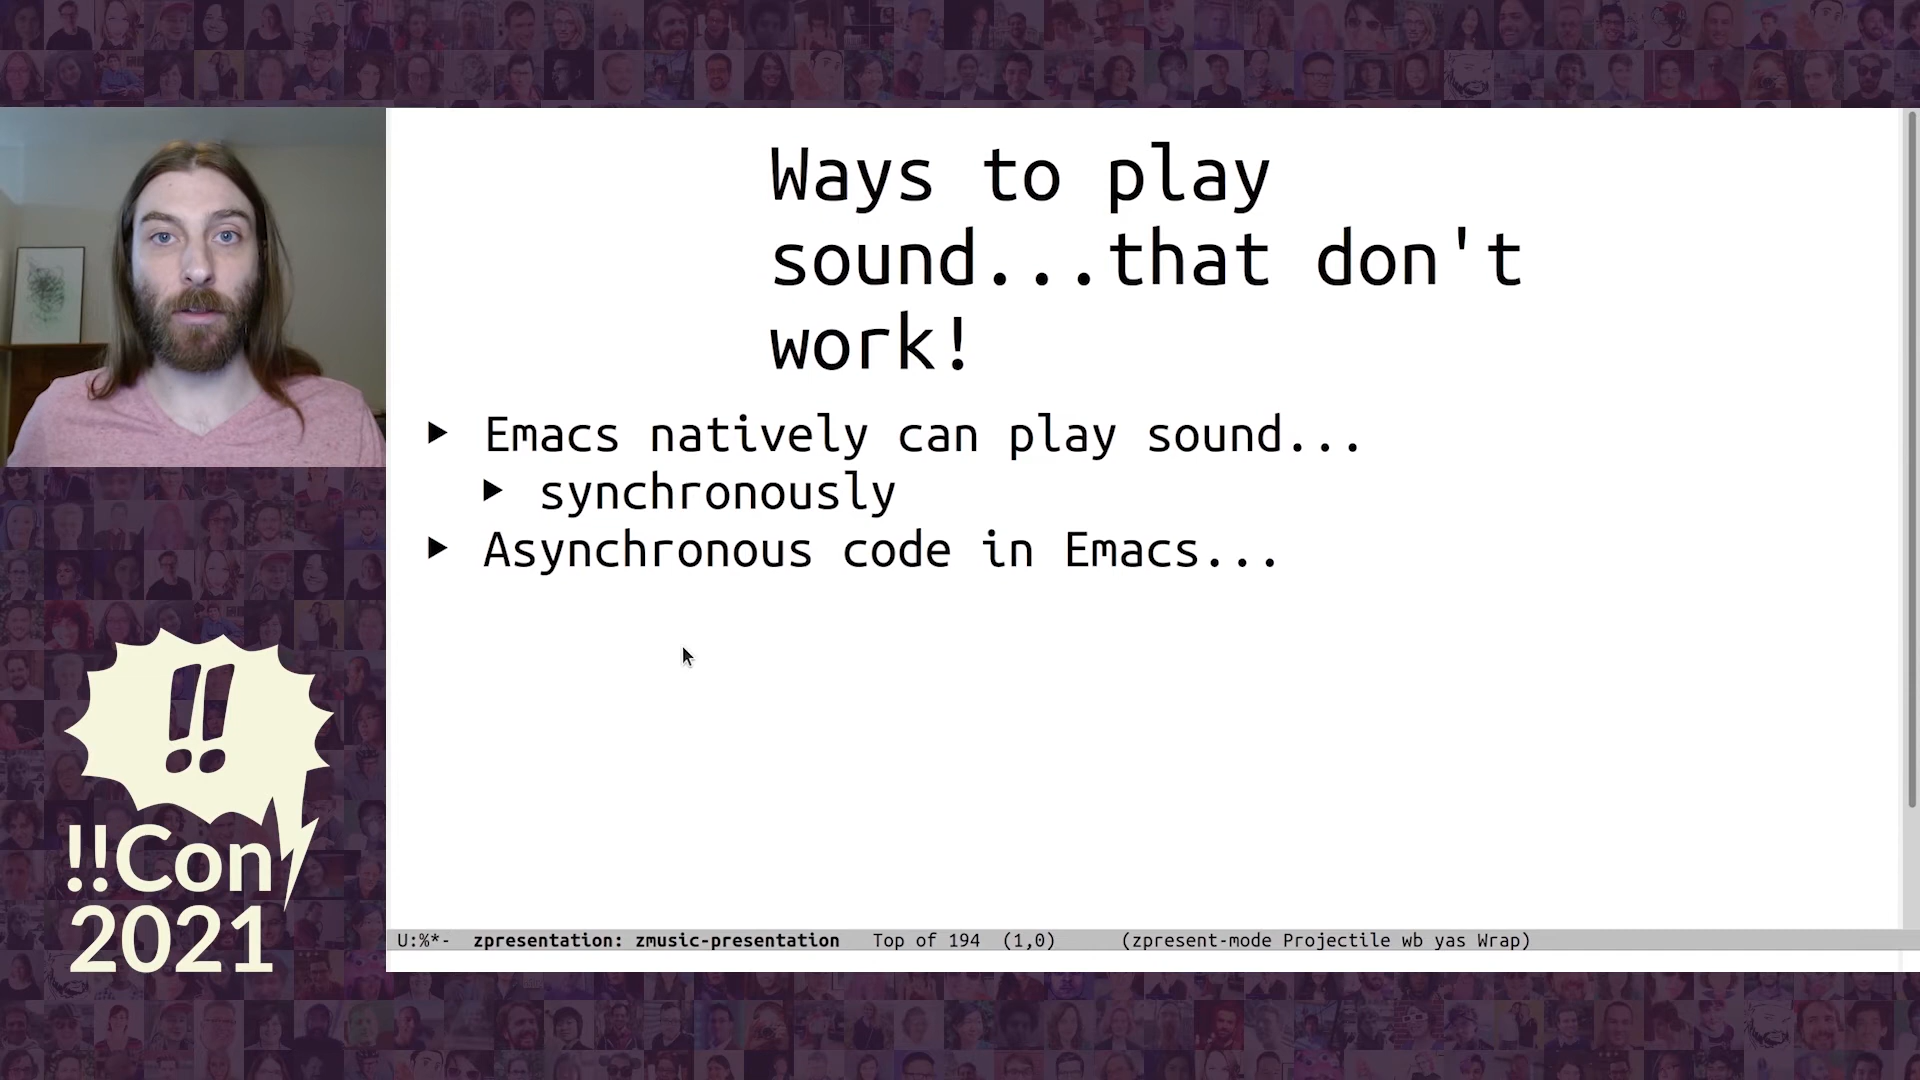 Ways to play
sound...that don't
work!
▶ Emacs natively can play sound...
▶ synchronously
▶ Asynchronous code in Emacs...
!!
!!Con
2021
U:%*-  zpresentation: zmusic-presentation   Top of 194  (1,0)      (zpresent-mode Projectile wb yas Wrap)